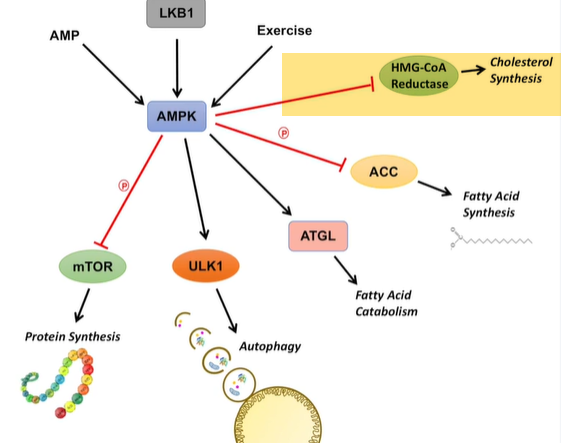 LKB1
AMP
Exercise
HMG-CoA
Reductase
Cholesterol
Synthesis
AMPK
P
ACC
P
Fatty Acid
Synthesis
ATGL
mTOR
ULK1
Fatty Acid
Catabolism
Protein Synthesis
Autophagy